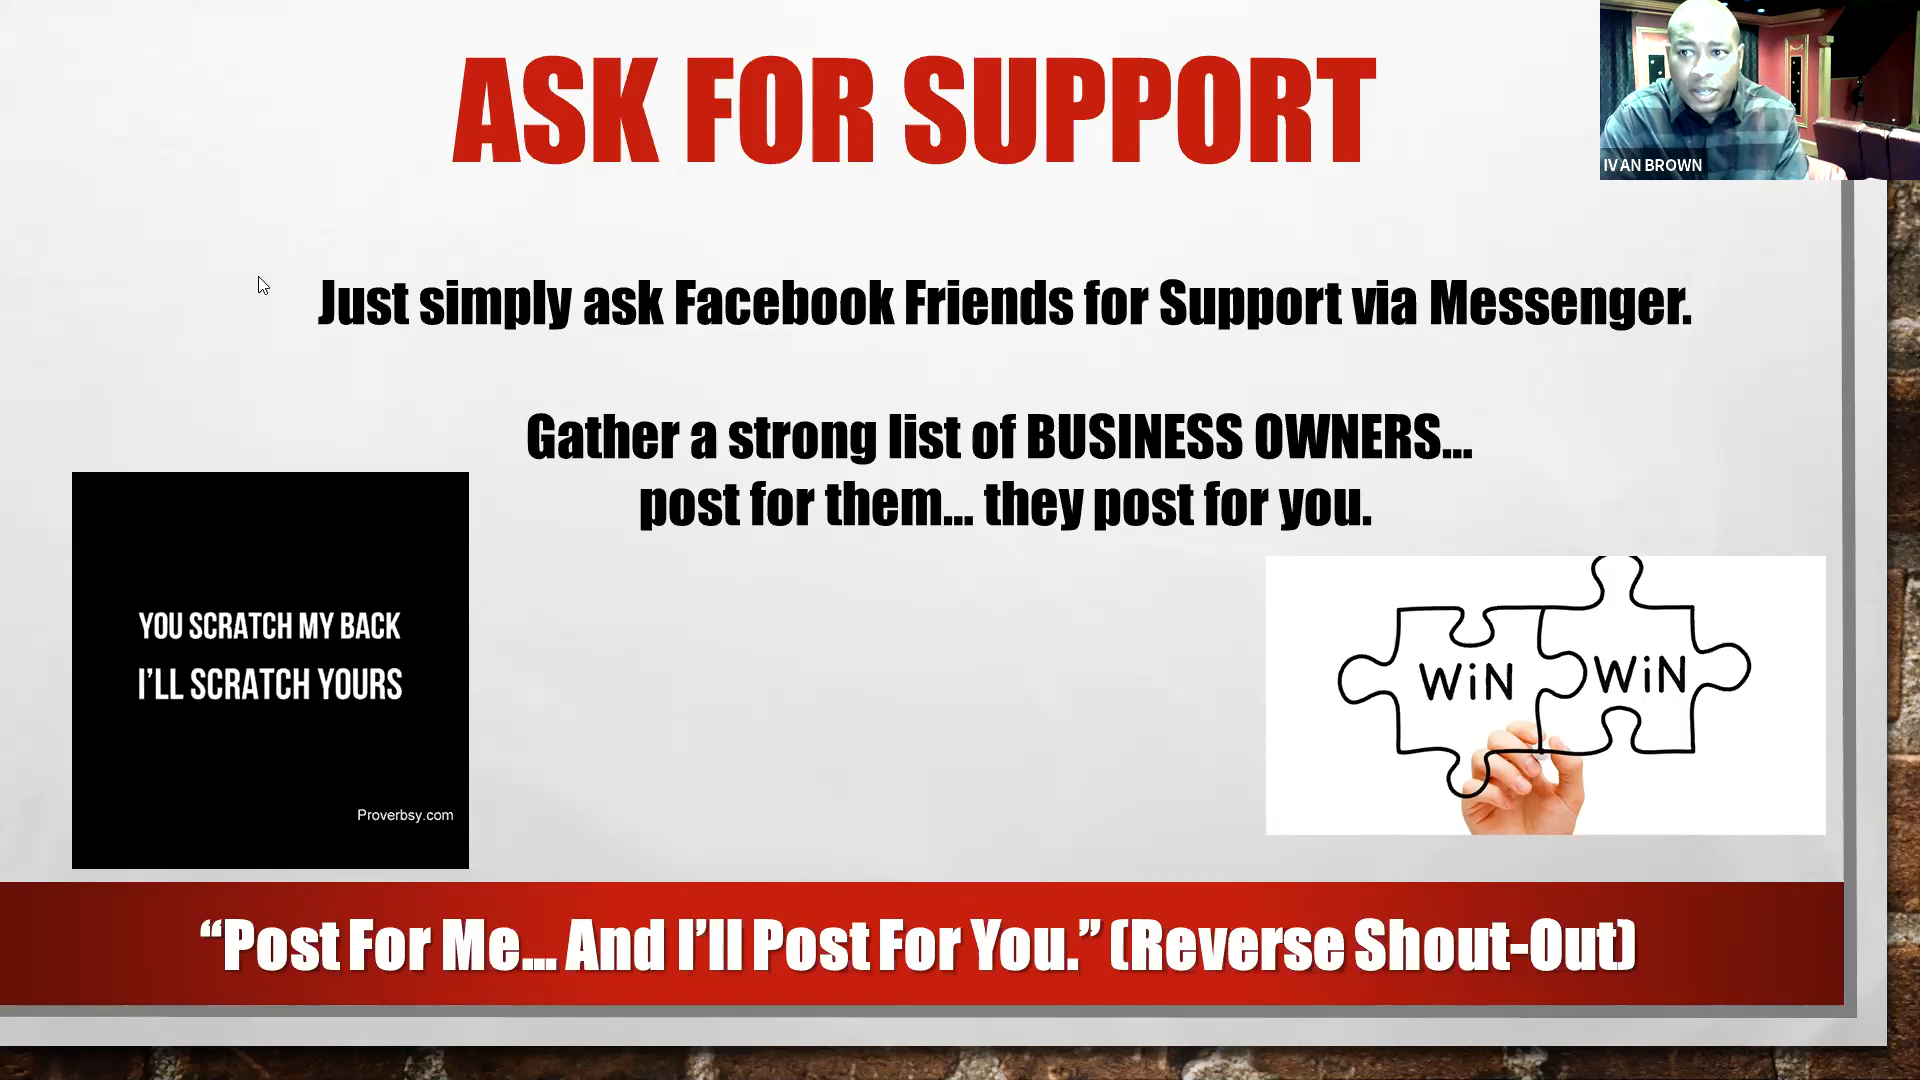 ASK FOR SUPPORT
IVAN BROWN
Just simply ask Facebook Friends for Support via Messenger.
Gather a strong list of BUSINESS OWNERS...
post for them... they post for you.
YOU SCRATCH MY BACK
I'LL SCRATCH YOURS
Proverbsy.com
WiN WiN
“Post For Me... And I’ll Post For You.” (Reverse Shout-Out)